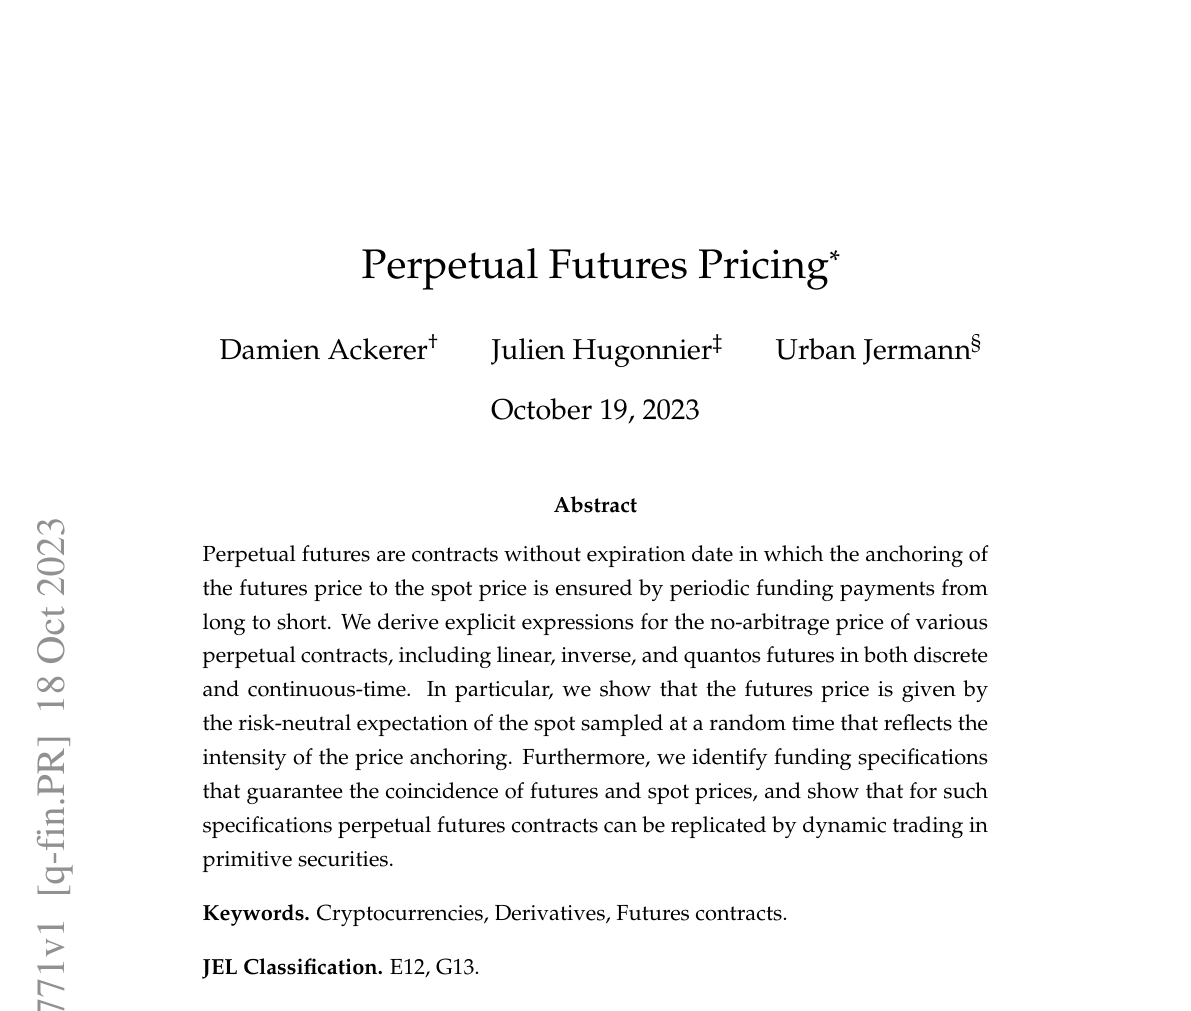 Perpetual Futures Pricing*
Damien Ackerer† Julien Hugonnier‡ Urban Jermann§
October 19, 2023
Abstract
Perpetual futures are contracts without expiration date in which the anchoring of
the futures price to the spot price is ensured by periodic funding payments from
long to short. We derive explicit expressions for the no-arbitrage price of various
perpetual contracts, including linear, inverse, and quantos futures in both discrete
and continuous-time. In particular, we show that the futures price is given by
the risk-neutral expectation of the spot sampled at a random time that reflects the
intensity of the price anchoring. Furthermore, we identify funding specifications
that guarantee the coincidence of futures and spot prices, and show that for such
specifications perpetual futures contracts can be replicated by dynamic trading in
primitive securities.
Keywords. Cryptocurrencies, Derivatives, Futures contracts.
JEL Classification. E12, G13.
771v1 [q-fin.PR] 18 Oct 2023